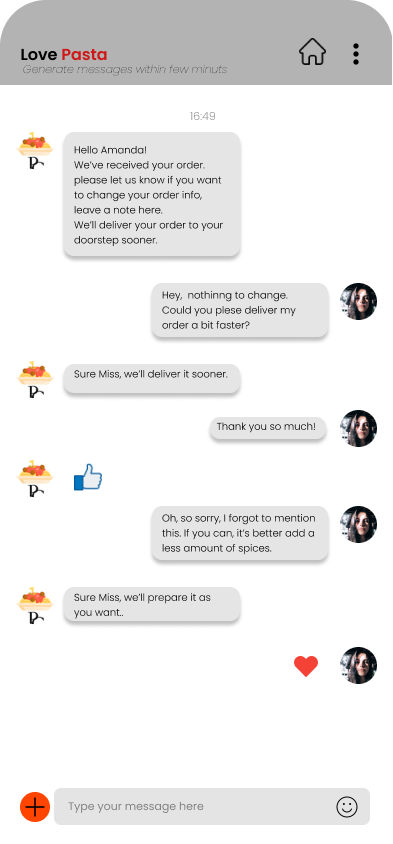 Love Pasta
Generate messages within few minuts
16:49
Hello Amanda!
We've received your order.
please let us know if you want
to change your order info,
leave a note here.
We'll deliver your order to your
doorstep sooner.
Hey,  nothinng to change.
Could you plese deliver my
order a bit faster?
Sure Miss, we'll deliver it sooner.
Thank you so much!
Oh, so sorry, I forgot to mention
this. If you can, it's better add a
less amount of spices.
Sure Miss, we'll prepare it as
you want..
Type your message here